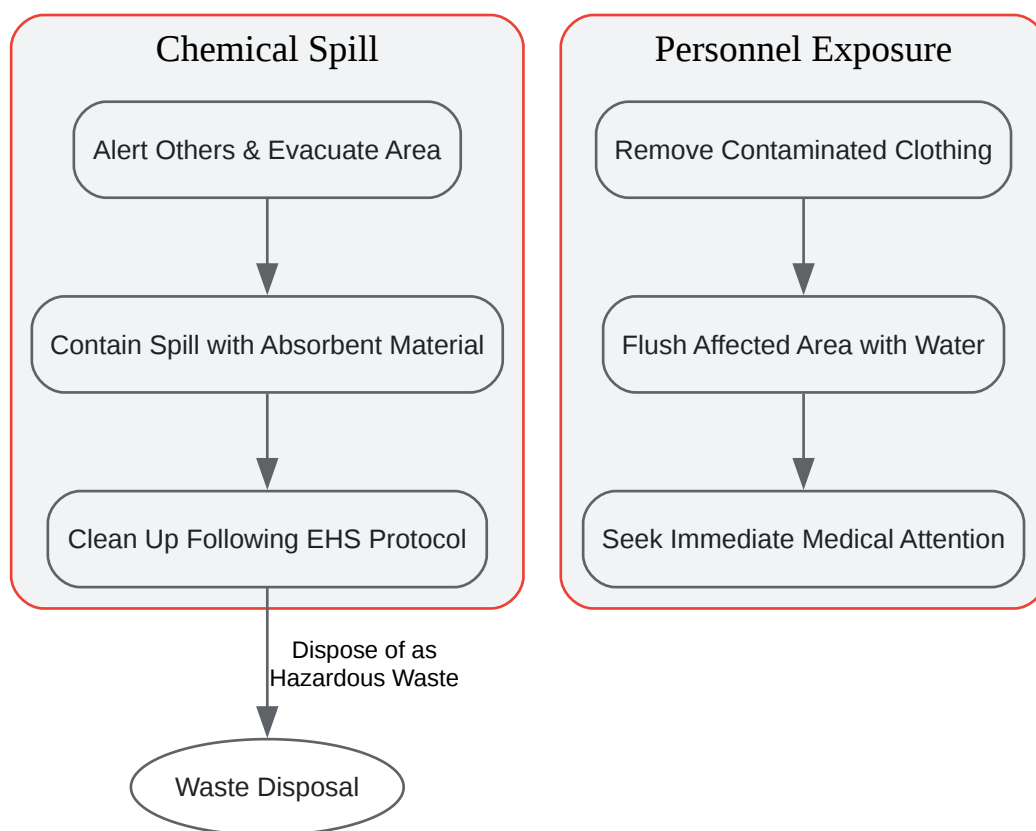 Chemical Spill
Alert Others & Evacuate Area
Contain Spill with Absorbent Material
Clean Up Following EHS Protocol
Dispose of as
Hazardous Waste
Waste Disposal
Personnel Exposure
Remove Contaminated Clothing
Flush Affected Area with Water
Seek Immediate Medical Attention